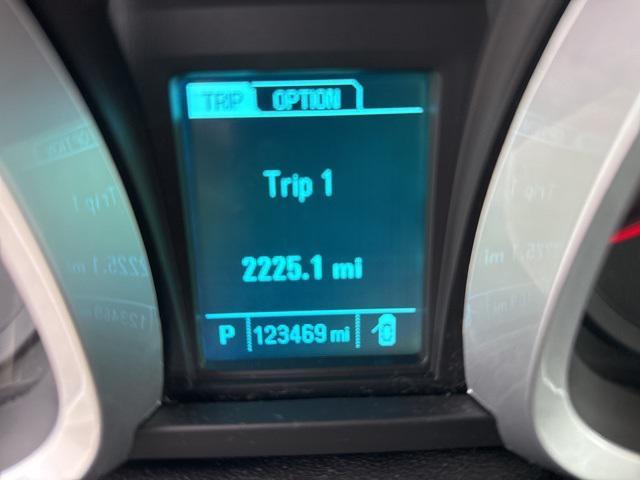 TRIP OPTION
Trip 1
2225.1 mi
P 123469 mi